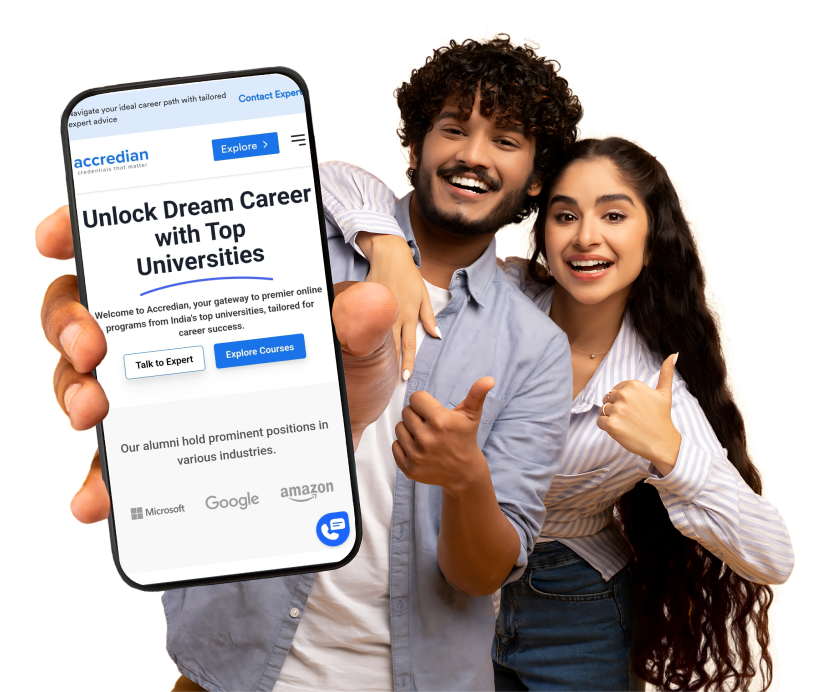 Navigate your ideal career path with tailored
expert advice
Contact Expert
accredian
credentials that matter
Explore
Unlock Dream Career
with Top
Universities
Welcome to Accredian, your gateway to premier online
programs from India's top universities, tailored for
career success.
Talk to Expert
Explore Courses
Our alumni hold prominent positions in
various industries.
Microsoft
Google
amazon